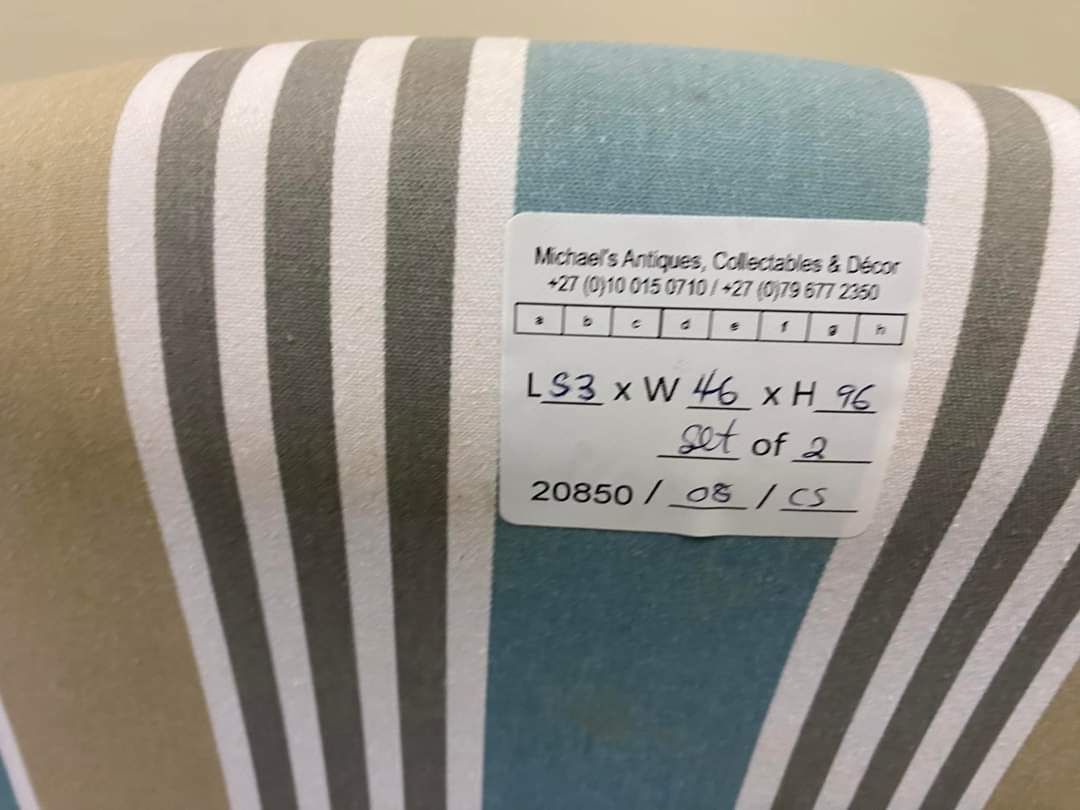 Michael's Antiques, Collectables & Décor
+27 (0)10 015 0710 / +27 (0)79 677 2350
a b c d e f g h
L 53 x W 46 x H 96
set of 2
20850 / 08 / CS